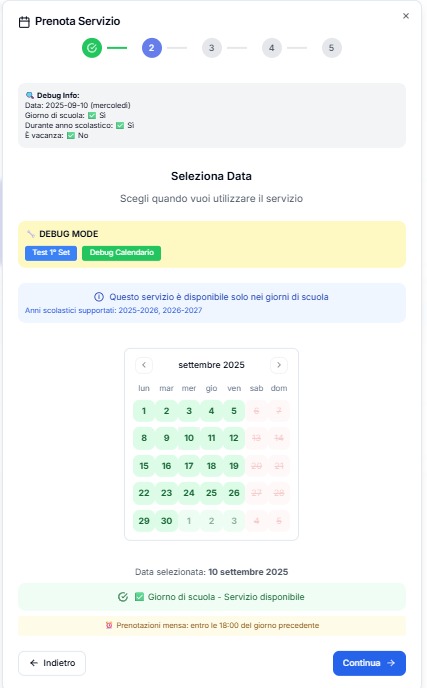 Prenota Servizio
×
2
3
4
5
🔍 Debug Info:
Data: 2025-09-10 (mercoledì)
Giorno di scuola: ✅ Sì
Durante anno scolastico: ✅ Sì
È vacanza: ✅ No
Seleziona Data
Scegli quando vuoi utilizzare il servizio
🔧 DEBUG MODE
Test 1° Set
Debug Calendario
Questo servizio è disponibile solo nei giorni di scuola
Anni scolastici supportati: 2025-2026, 2026-2027
settembre 2025
lun mar mer gio ven sab dom
1 2 3 4 5 6 7
8 9 10 11 12 13 14
15 16 17 18 19 20 21
22 23 24 25 26 27 28
29 30 1 2 3 4 5
Data selezionata: 10 settembre 2025
✅ Giorno di scuola - Servizio disponibile
⏰ Prenotazioni mensa: entro le 18:00 del giorno precedente
← Indietro
Continua →